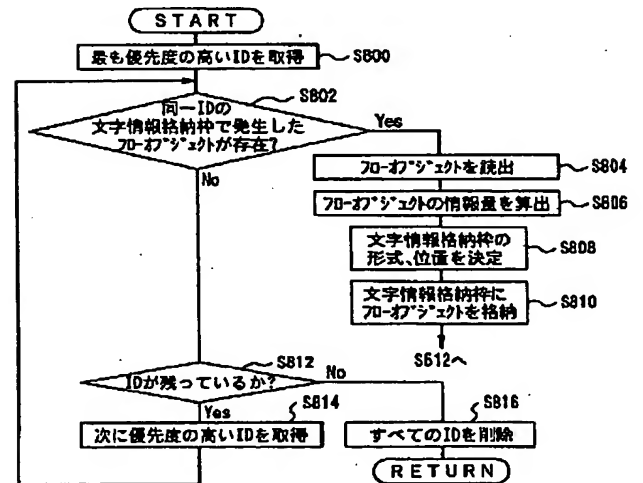 START
最も優先度の高いIDを取得
S800
同一IDの
文字情報格納枠で発生した
フローオブジェクトが存在?
S802
Yes
No
フローオブジェクトを読出
S804
フローオブジェクトの情報量を算出
S806
文字情報格納枠の
形式、位置を決定
S808
文字情報格納枠に
フローオブジェクトを格納
S810
S612へ
IDが残っているか?
S812
No
Yes
次に優先度の高いIDを取得
S814
すべてのIDを削除
S816
RETURN